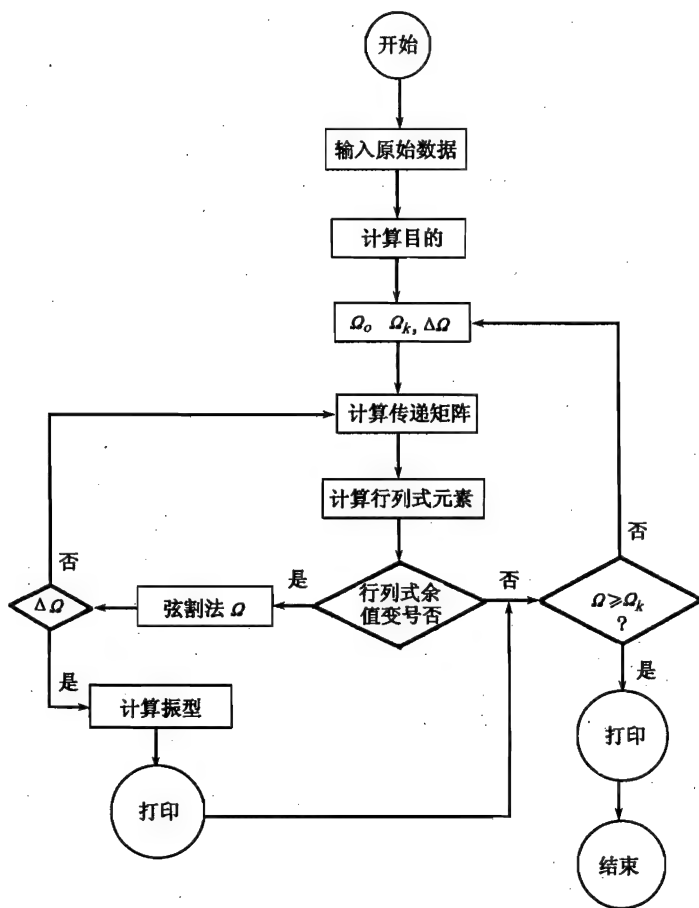 开始
输入原始数据
计算目的
Ω₀ Ωₖ, ΔΩ
计算传递矩阵
计算行列式元素
否
是
否
否
ΔΩ
弦割法 Ω
行列式余
值变号否
Ω≥Ωₖ
?
是
是
计算振型
打印
打印
结束